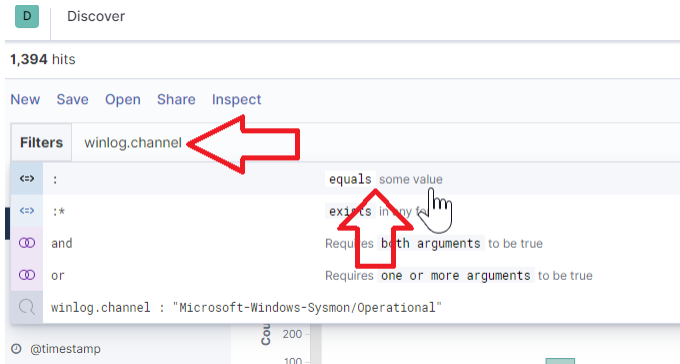 D Discover
1,394 hits
New Save Open Share Inspect
Filters winlog.channel
: equals some value
:* exists in any
and Requires both arguments to be true
or Requires one or more arguments to be true
winlog.channel : "Microsoft-Windows-Sysmon/Operational"
@timestamp
Cou
200
100